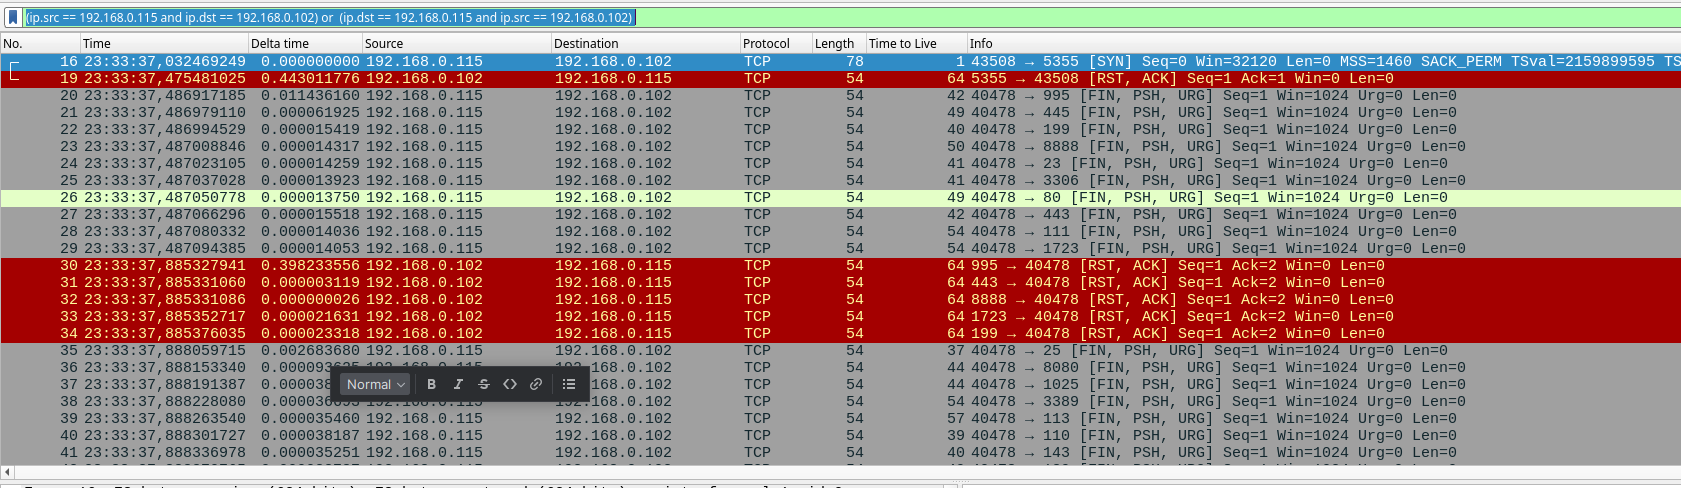 (ip.src == 192.168.0.115 and ip.dst == 192.168.0.102) or (ip.dst == 192.168.0.115 and ip.src == 192.168.0.102)
No. Time Delta time Source Destination Protocol Length Time to Live Info
16 23:33:37,032469249 0.000000000 192.168.0.115 192.168.0.102 TCP 78 1 43508 → 5355 [SYN] Seq=0 Win=32120 Len=0 MSS=1460 SACK_PERM TSval=2159899595 TS
19 23:33:37,475481025 0.443011776 192.168.0.102 192.168.0.115 TCP 54 64 5355 → 43508 [RST, ACK] Seq=1 Ack=1 Win=0 Len=0
20 23:33:37,486917185 0.011436160 192.168.0.115 192.168.0.102 TCP 54 42 40478 → 995 [FIN, PSH, URG] Seq=1 Win=1024 Urg=0 Len=0
21 23:33:37,486979110 0.000061925 192.168.0.115 192.168.0.102 TCP 54 49 40478 → 445 [FIN, PSH, URG] Seq=1 Win=1024 Urg=0 Len=0
22 23:33:37,486994529 0.000015419 192.168.0.115 192.168.0.102 TCP 54 40 40478 → 199 [FIN, PSH, URG] Seq=1 Win=1024 Urg=0 Len=0
23 23:33:37,487008846 0.000014317 192.168.0.115 192.168.0.102 TCP 54 50 40478 → 8888 [FIN, PSH, URG] Seq=1 Win=1024 Urg=0 Len=0
24 23:33:37,487023105 0.000014259 192.168.0.115 192.168.0.102 TCP 54 41 40478 → 23 [FIN, PSH, URG] Seq=1 Win=1024 Urg=0 Len=0
25 23:33:37,487037028 0.000013923 192.168.0.115 192.168.0.102 TCP 54 41 40478 → 3306 [FIN, PSH, URG] Seq=1 Win=1024 Urg=0 Len=0
26 23:33:37,487050778 0.000013750 192.168.0.115 192.168.0.102 TCP 54 49 40478 → 80 [FIN, PSH, URG] Seq=1 Win=1024 Urg=0 Len=0
27 23:33:37,487066296 0.000015518 192.168.0.115 192.168.0.102 TCP 54 42 40478 → 443 [FIN, PSH, URG] Seq=1 Win=1024 Urg=0 Len=0
28 23:33:37,487080332 0.000014036 192.168.0.115 192.168.0.102 TCP 54 54 40478 → 111 [FIN, PSH, URG] Seq=1 Win=1024 Urg=0 Len=0
29 23:33:37,487094385 0.000014053 192.168.0.115 192.168.0.102 TCP 54 54 40478 → 1723 [FIN, PSH, URG] Seq=1 Win=1024 Urg=0 Len=0
30 23:33:37,885327941 0.398233556 192.168.0.102 192.168.0.115 TCP 54 64 995 → 40478 [RST, ACK] Seq=1 Ack=2 Win=0 Len=0
31 23:33:37,885331060 0.000003119 192.168.0.102 192.168.0.115 TCP 54 64 443 → 40478 [RST, ACK] Seq=1 Ack=2 Win=0 Len=0
32 23:33:37,885331086 0.000000026 192.168.0.102 192.168.0.115 TCP 54 64 8888 → 40478 [RST, ACK] Seq=1 Ack=2 Win=0 Len=0
33 23:33:37,885352717 0.000021631 192.168.0.102 192.168.0.115 TCP 54 64 1723 → 40478 [RST, ACK] Seq=1 Ack=2 Win=0 Len=0
34 23:33:37,885376035 0.000023318 192.168.0.102 192.168.0.115 TCP 54 64 199 → 40478 [RST, ACK] Seq=1 Ack=2 Win=0 Len=0
35 23:33:37,888059715 0.002683680 192.168.0.115 192.168.0.102 TCP 54 37 40478 → 25 [FIN, PSH, URG] Seq=1 Win=1024 Urg=0 Len=0
36 23:33:37,888153340 192.168.0.102 TCP 54 44 40478 → 8080 [FIN, PSH, URG] Seq=1 Win=1024 Urg=0 Len=0
Normal B I S
37 23:33:37,888191387 TCP 54 44 40478 → 1025 [FIN, PSH, URG] Seq=1 Win=1024 Urg=0 Len=0
38 23:33:37,888228080 TCP 54 54 40478 → 3389 [FIN, PSH, URG] Seq=1 Win=1024 Urg=0 Len=0
39 23:33:37,888263540 0.000035460 192.168.0.115 192.168.0.102 TCP 54 57 40478 → 113 [FIN, PSH, URG] Seq=1 Win=1024 Urg=0 Len=0
40 23:33:37,888301727 0.000038187 192.168.0.115 192.168.0.102 TCP 54 39 40478 → 110 [FIN, PSH, URG] Seq=1 Win=1024 Urg=0 Len=0
41 23:33:37,888336978 0.000035251 192.168.0.115 192.168.0.102 TCP 54 40 40478 → 143 [FIN, PSH, URG] Seq=1 Win=1024 Urg=0 Len=0